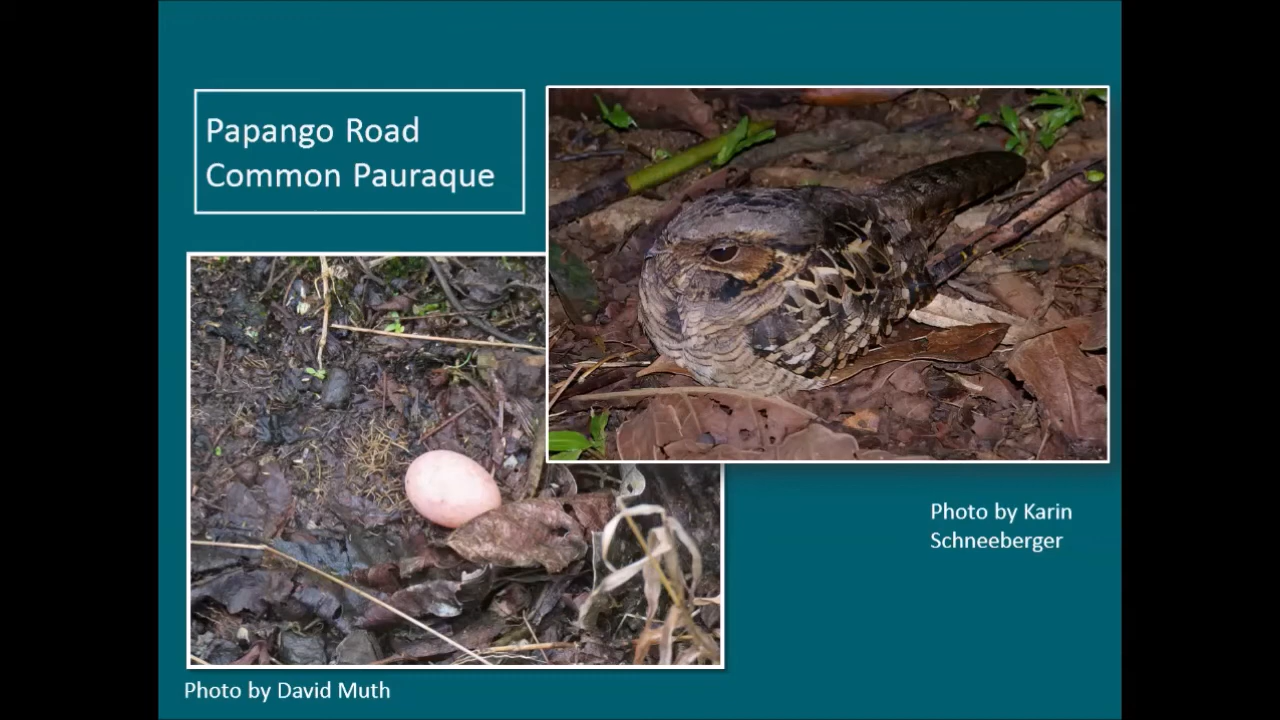 Papango Road
Common Pauraque
Photo by Karin
Schneeberger
Photo by David Muth